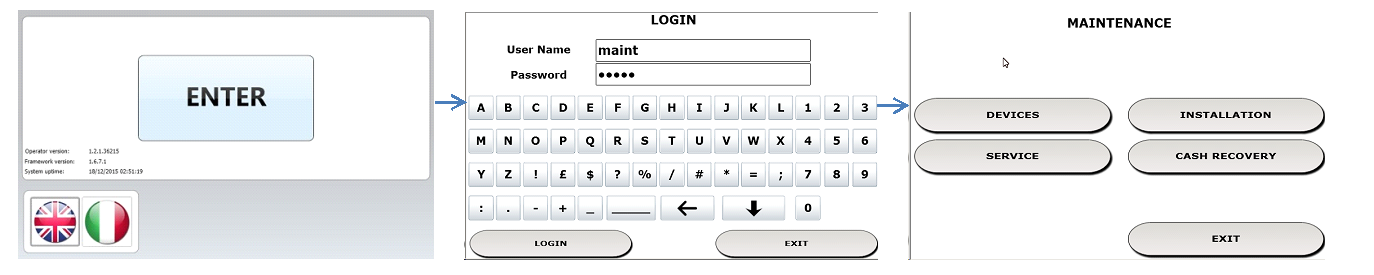 ENTER
Operator version: 1.2.1.36215
Framework version: 1.6.7.1
System uptime: 18/12/2015 02:51:19
LOGIN
User Name maint
Password •••••
A B C D E F G H I J K L 1 2 3
M N O P Q R S T U V W X 4 5 6
Y Z ! £ $ ? % / # * = ; 7 8 9
: . - + _ ← ↓ 0
LOGIN EXIT
MAINTENANCE
DEVICES INSTALLATION
SERVICE CASH RECOVERY
EXIT